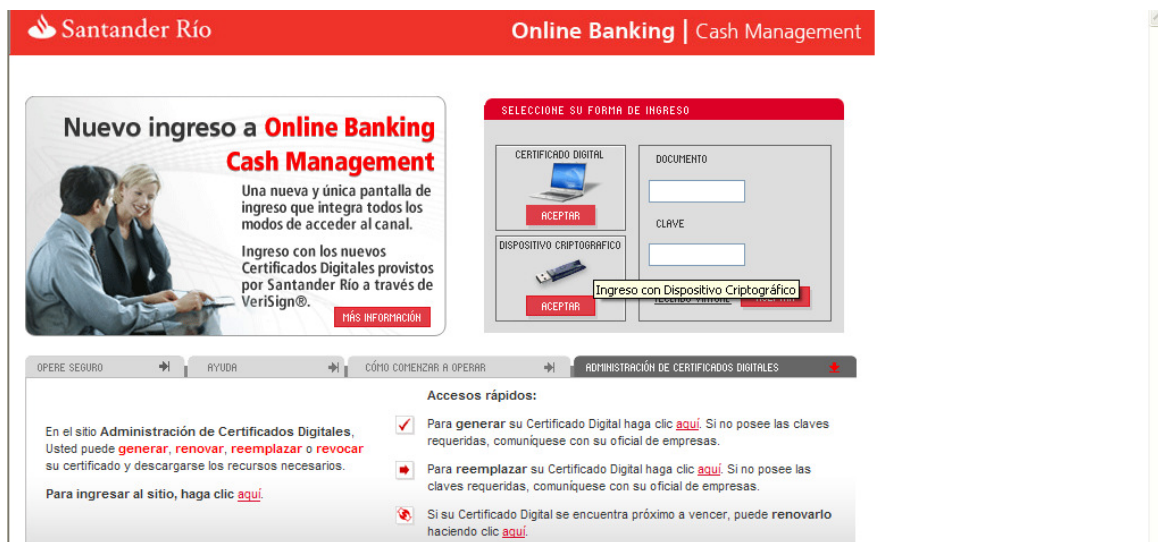 Santander Río
Online Banking | Cash Management
Nuevo ingreso a Online Banking
Cash Management
Una nueva y única pantalla de
ingreso que integra todos los
modos de acceder al canal.
Ingreso con los nuevos
Certificados Digitales provistos
por Santander Río a través de
VeriSign®.
MÁS INFORMACIÓN
SELECCIONE SU FORMA DE INGRESO
CERTIFICADO DIGITAL
ACEPTAR
DISPOSITIVO CRIPTOGRAFICO
ACEPTAR
DOCUMENTO
CLAVE
Ingreso con Dispositivo Criptográfico
OPERE SEGURO
AYUDA
CÓMO COMENZAR A OPERAR
ADMINISTRACIÓN DE CERTIFICADOS DIGITALES
En el sitio Administración de Certificados Digitales,
Usted puede generar, renovar, reemplazar o revocar
su certificado y descargarse los recursos necesarios.
Para ingresar al sitio, haga clic aquí.
Accesos rápidos:
Para generar su Certificado Digital haga clic aquí. Si no posee las claves
requeridas, comuníquese con su oficial de empresas.
Para reemplazar su Certificado Digital haga clic aquí. Si no posee las
claves requeridas, comuníquese con su oficial de empresas.
Si su Certificado Digital se encuentra próximo a vencer, puede renovarlo
haciendo clic aquí.